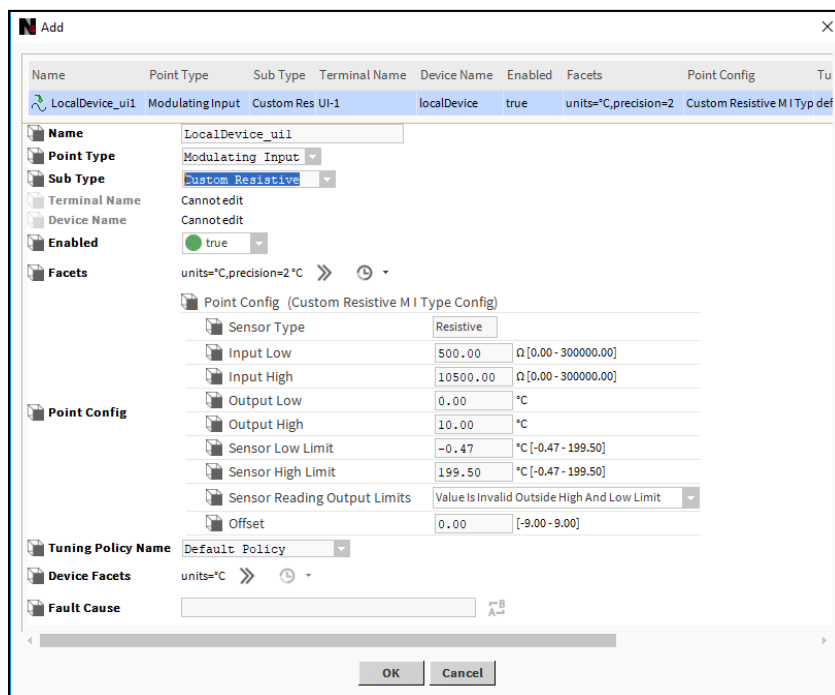 Add
Name Point Type Sub Type Terminal Name Device Name Enabled Facets Point Config Tu
LocalDevice_ui1 Modulating Input Custom Res UI-1 localDevice true units=°C,precision=2 Custom Resistive M I Typ def
Name LocalDevice_ui1
Point Type Modulating Input
Sub Type Custom Resistive
Terminal Name Cannot edit
Device Name Cannot edit
Enabled true
Facets units=°C,precision=2 °C
Point Config (Custom Resistive M I Type Config)
Sensor Type Resistive
Input Low 500.00 Ω [0.00 - 300000.00]
Input High 10500.00 Ω [0.00 - 300000.00]
Output Low 0.00 °C
Point Config
Output High 10.00 °C
Sensor Low Limit -0.47 °C [-0.47 - 199.50]
Sensor High Limit 199.50 °C [-0.47 - 199.50]
Sensor Reading Output Limits Value Is Invalid Outside High And Low Limit
Offset 0.00 [-9.00 - 9.00]
Tuning Policy Name Default Policy
Device Facets units=°C
Fault Cause
OK Cancel